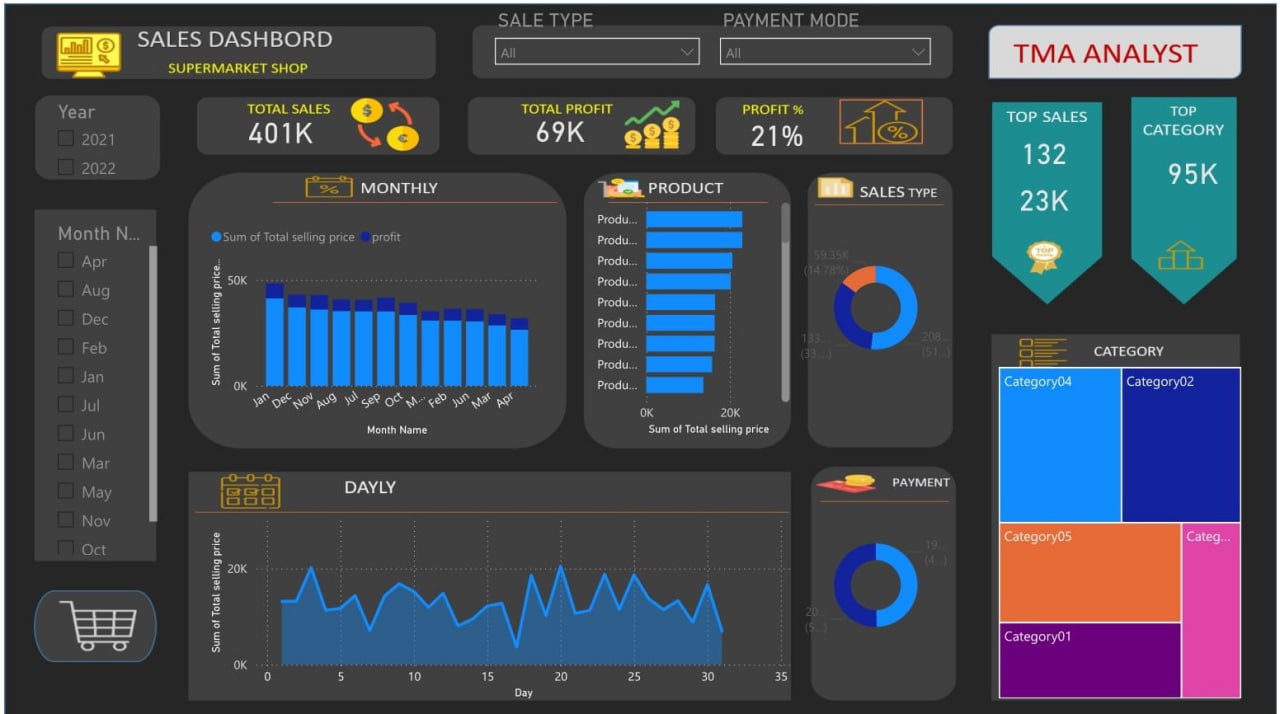 SALES DASHBORD
SUPERMARKET SHOP
SALE TYPE
All
PAYMENT MODE
All
TMA ANALYST
Year
2021
2022
TOTAL SALES
401K
TOTAL PROFIT
69K
PROFIT %
21%
TOP SALES
132
23K
TOP
TOP
CATEGORY
95K
Month N...
Apr
Aug
Dec
Feb
Jan
Jul
Jun
Mar
May
Nov
Oct
MONTHLY
Sum of Total selling price
profit
Sum of Total selling price...
50K
0K
Jan
Dec
Nov
Aug
Jul
Sep
Oct
M...
Feb
Jun
Mar
Apr
Month Name
PRODUCT
Produ...
Produ...
Produ...
Produ...
Produ...
Produ...
Produ...
Produ...
Produ...
0K
20K
Sum of Total selling price
SALES TYPE
59.35K
(14.78%)
133...
(33...)
208...
(51...)
DAYLY
Sum of Total selling price
20K
0K
0
5
10
15
20
25
30
35
Day
PAYMENT
19...
(4...)
20...
(5...)
CATEGORY
Category04
Category02
Category05
Categ...
Category01